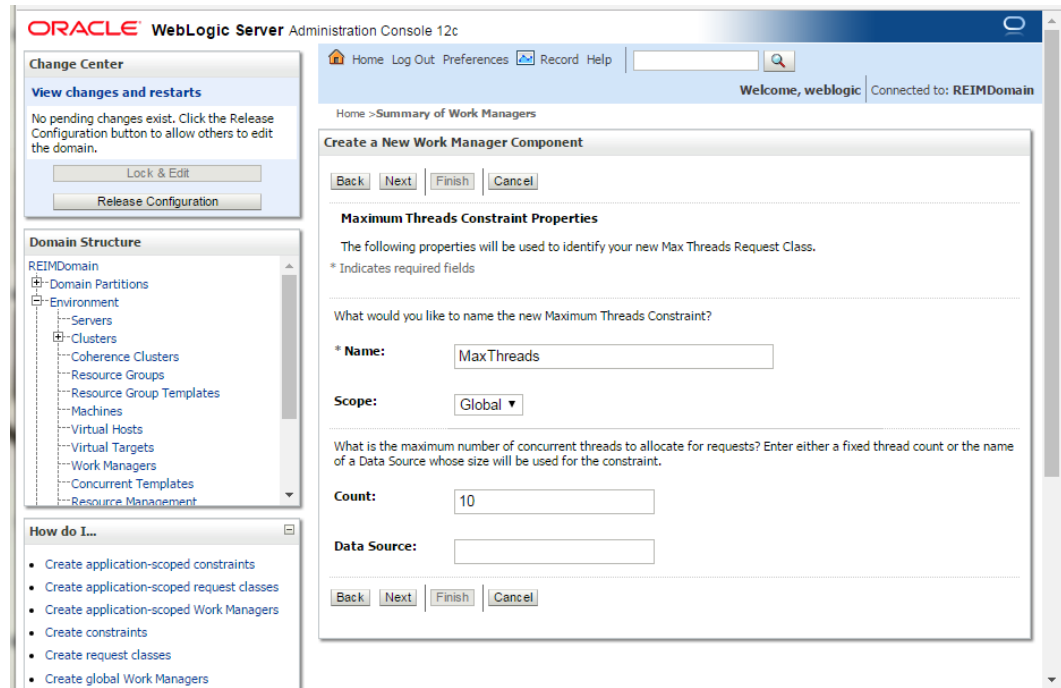 ORACLE WebLogic Server Administration Console 12c
Change Center
View changes and restarts
No pending changes exist. Click the Release
Configuration button to allow others to edit
the domain.
Lock & Edit
Release Configuration
Domain Structure
REIMDomain
Domain Partitions
Environment
Servers
Clusters
Coherence Clusters
Resource Groups
Resource Group Templates
Machines
Virtual Hosts
Virtual Targets
Work Managers
Concurrent Templates
Resource Management
How do I...
Create application-scoped constraints
Create application-scoped request classes
Create application-scoped Work Managers
Create constraints
Create request classes
Create global Work Managers
Home Log Out Preferences Record Help
Welcome, weblogic Connected to: REIMDomain
Home >Summary of Work Managers
Create a New Work Manager Component
Back Next Finish Cancel
Maximum Threads Constraint Properties
The following properties will be used to identify your new Max Threads Request Class.
* Indicates required fields
What would you like to name the new Maximum Threads Constraint?
* Name: MaxThreads
Scope: Global
What is the maximum number of concurrent threads to allocate for requests? Enter either a fixed thread count or the name
of a Data Source whose size will be used for the constraint.
Count: 10
Data Source:
Back Next Finish Cancel